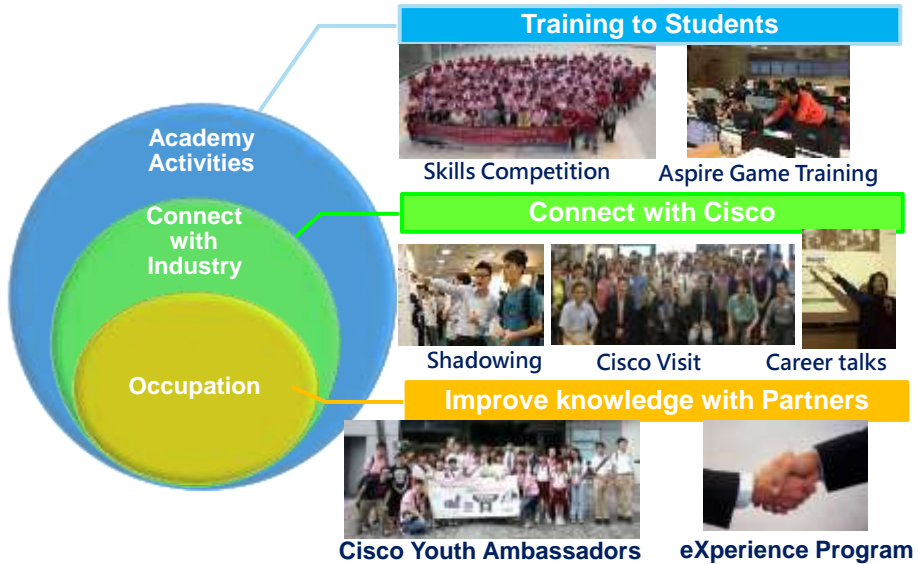 Training to Students
Academy
Activities
Skills Competition
Aspire Game Training
Connect
with
Industry
Connect with Cisco
Shadowing
Cisco Visit
Career talks
Occupation
Improve knowledge with Partners
Cisco Youth Ambassadors
eXperience Program